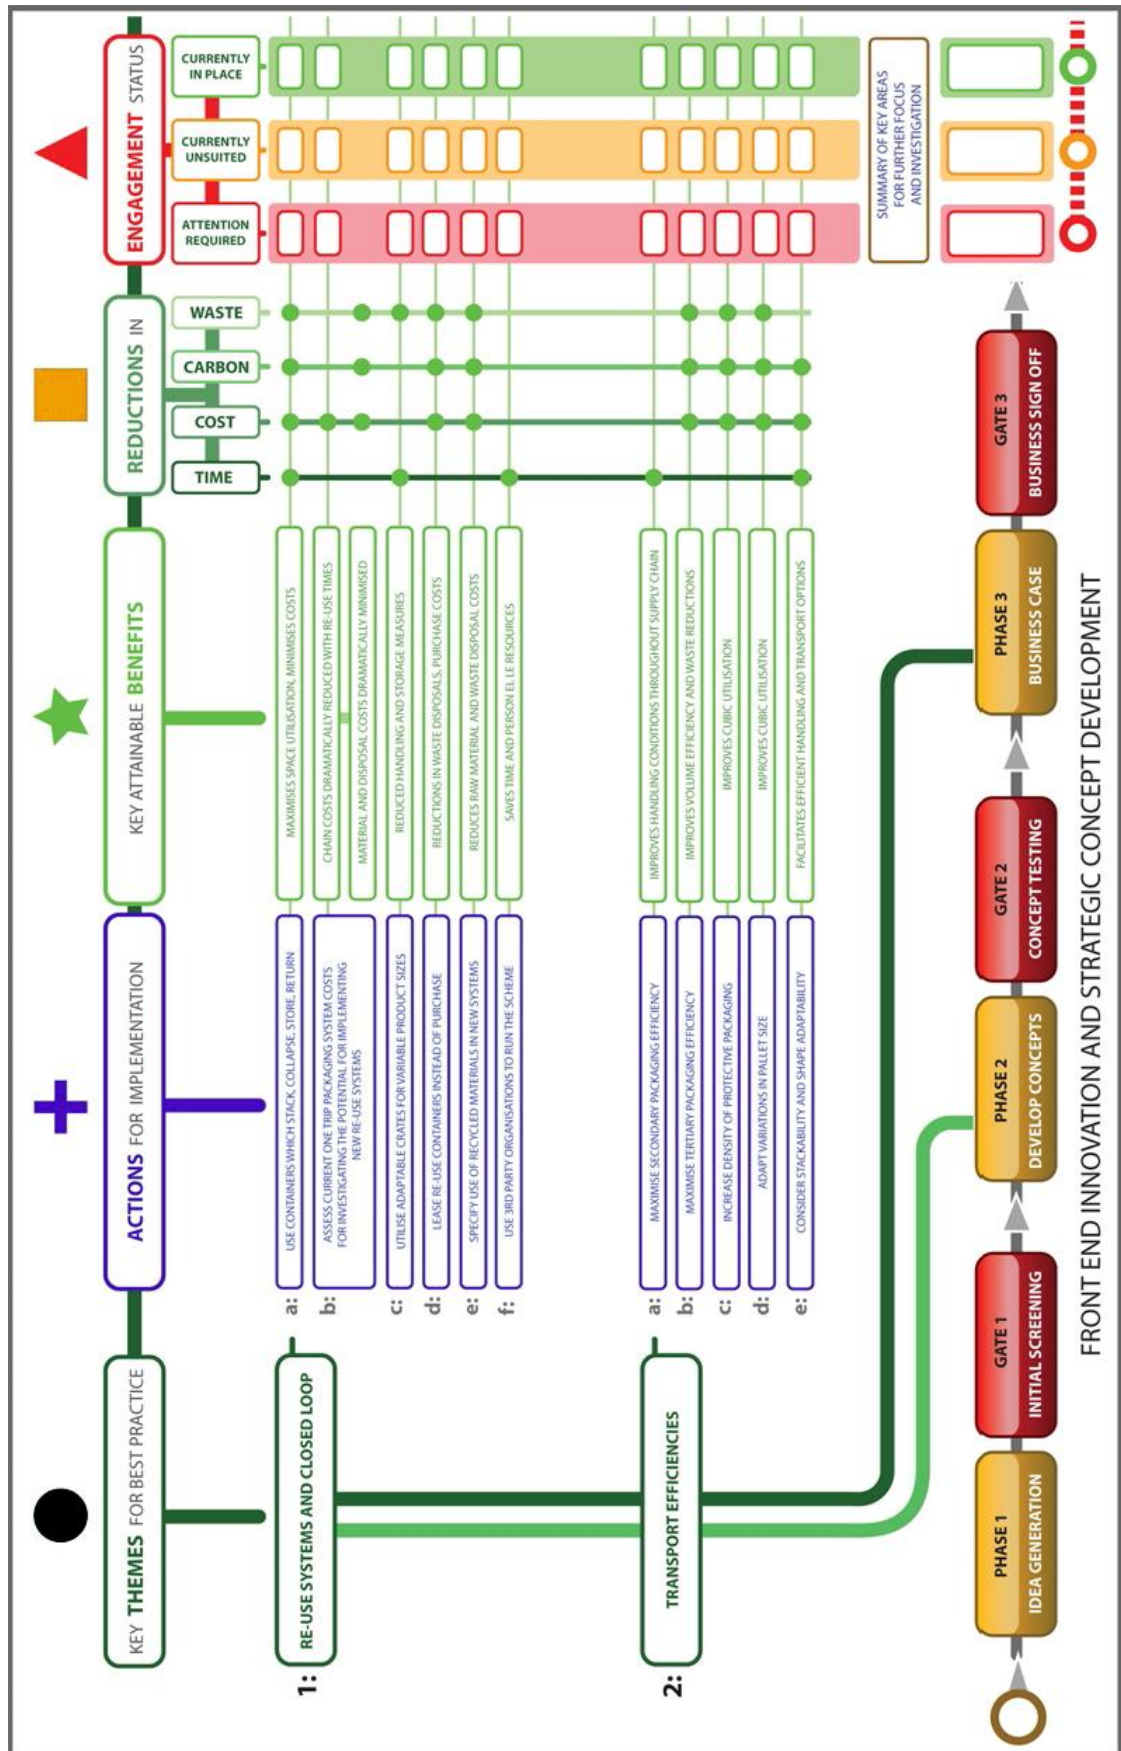 KEY THEMES FOR BEST PRACTICE
ACTIONS FOR IMPLEMENTATION
KEY ATTAINABLE BENEFITS
REDUCTIONS IN
ENGAGEMENT STATUS
TIME
COST
CARBON
WASTE
ATTENTION
REQUIRED
CURRENTLY
UNSUITED
CURRENTLY
IN PLACE
1:
RE-USE SYSTEMS AND CLOSED LOOP
a:
USE CONTAINERS WHICH STACK, COLLAPSE, STORE, RETURN
MAXIMISES SPACE UTILISATION, MINIMISES COSTS
b:
ASSESS CURRENT ONE TRIP PACKAGING SYSTEM COSTS
FOR INVESTIGATING THE POTENTIAL FOR IMPLEMENTING
NEW RE-USE SYSTEMS
CHAIN COSTS DRAMATICALLY REDUCED WITH RE-USE TIMES
MATERIAL AND DISPOSAL COSTS DRAMATICALLY MINIMISED
c:
UTILISE ADAPTABLE CRATES FOR VARIABLE PRODUCT SIZES
REDUCED HANDLING AND STORAGE MEASURES
d:
LEASE RE-USE CONTAINERS INSTEAD OF PURCHASE
REDUCTIONS IN WASTE DISPOSALS, PURCHASE COSTS
e:
SPECIFY USE OF RECYCLED MATERIALS IN NEW SYSTEMS
REDUCES RAW MATERIAL AND WASTE DISPOSAL COSTS
f:
USE 3RD PARTY ORGANISATIONS TO RUN THE SCHEME
SAVES TIME AND PERSON EL LE RESOURCES
2:
TRANSPORT EFFICIENCIES
a:
MAXIMISE SECONDARY PACKAGING EFFICIENCY
IMPROVES HANDLING CONDITIONS THROUGHOUT SUPPLY CHAIN
b:
MAXIMISE TERTIARY PACKAGING EFFICIENCY
IMPROVES VOLUME EFFICIENCY AND WASTE REDUCTIONS
c:
INCREASE DENSITY OF PROTECTIVE PACKAGING
IMPROVES CUBIC UTILISATION
d:
ADAPT VARIATIONS IN PALLET SIZE
IMPROVES CUBIC UTILISATION
e:
CONSIDER STACKABILITY AND SHAPE ADAPTABILITY
FACILITATES EFFICIENT HANDLING AND TRANSPORT OPTIONS
SUMMARY OF KEY AREAS
FOR FURTHER FOCUS
AND INVESTIGATION
PHASE 1
IDEA GENERATION
GATE 1
INITIAL SCREENING
PHASE 2
DEVELOP CONCEPTS
GATE 2
CONCEPT TESTING
PHASE 3
BUSINESS CASE
GATE 3
BUSINESS SIGN OFF
FRONT END INNOVATION AND STRATEGIC CONCEPT DEVELOPMENT